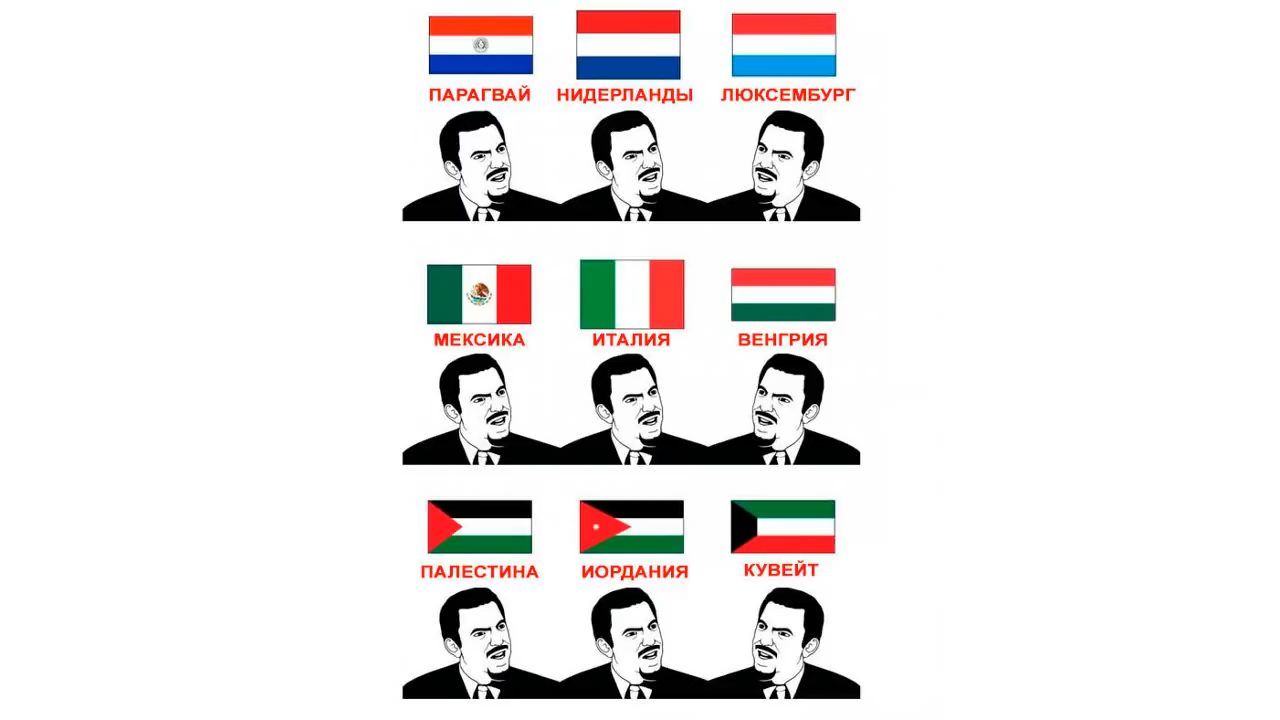 ПАРАГВАЙ НИДЕРЛАНДЫ ЛЮКСЕМБУРГ
МЕКСИКА ИТАЛИЯ ВЕНГРИЯ
ПАЛЕСТИНА ИОРДАНИЯ КУВЕЙТ